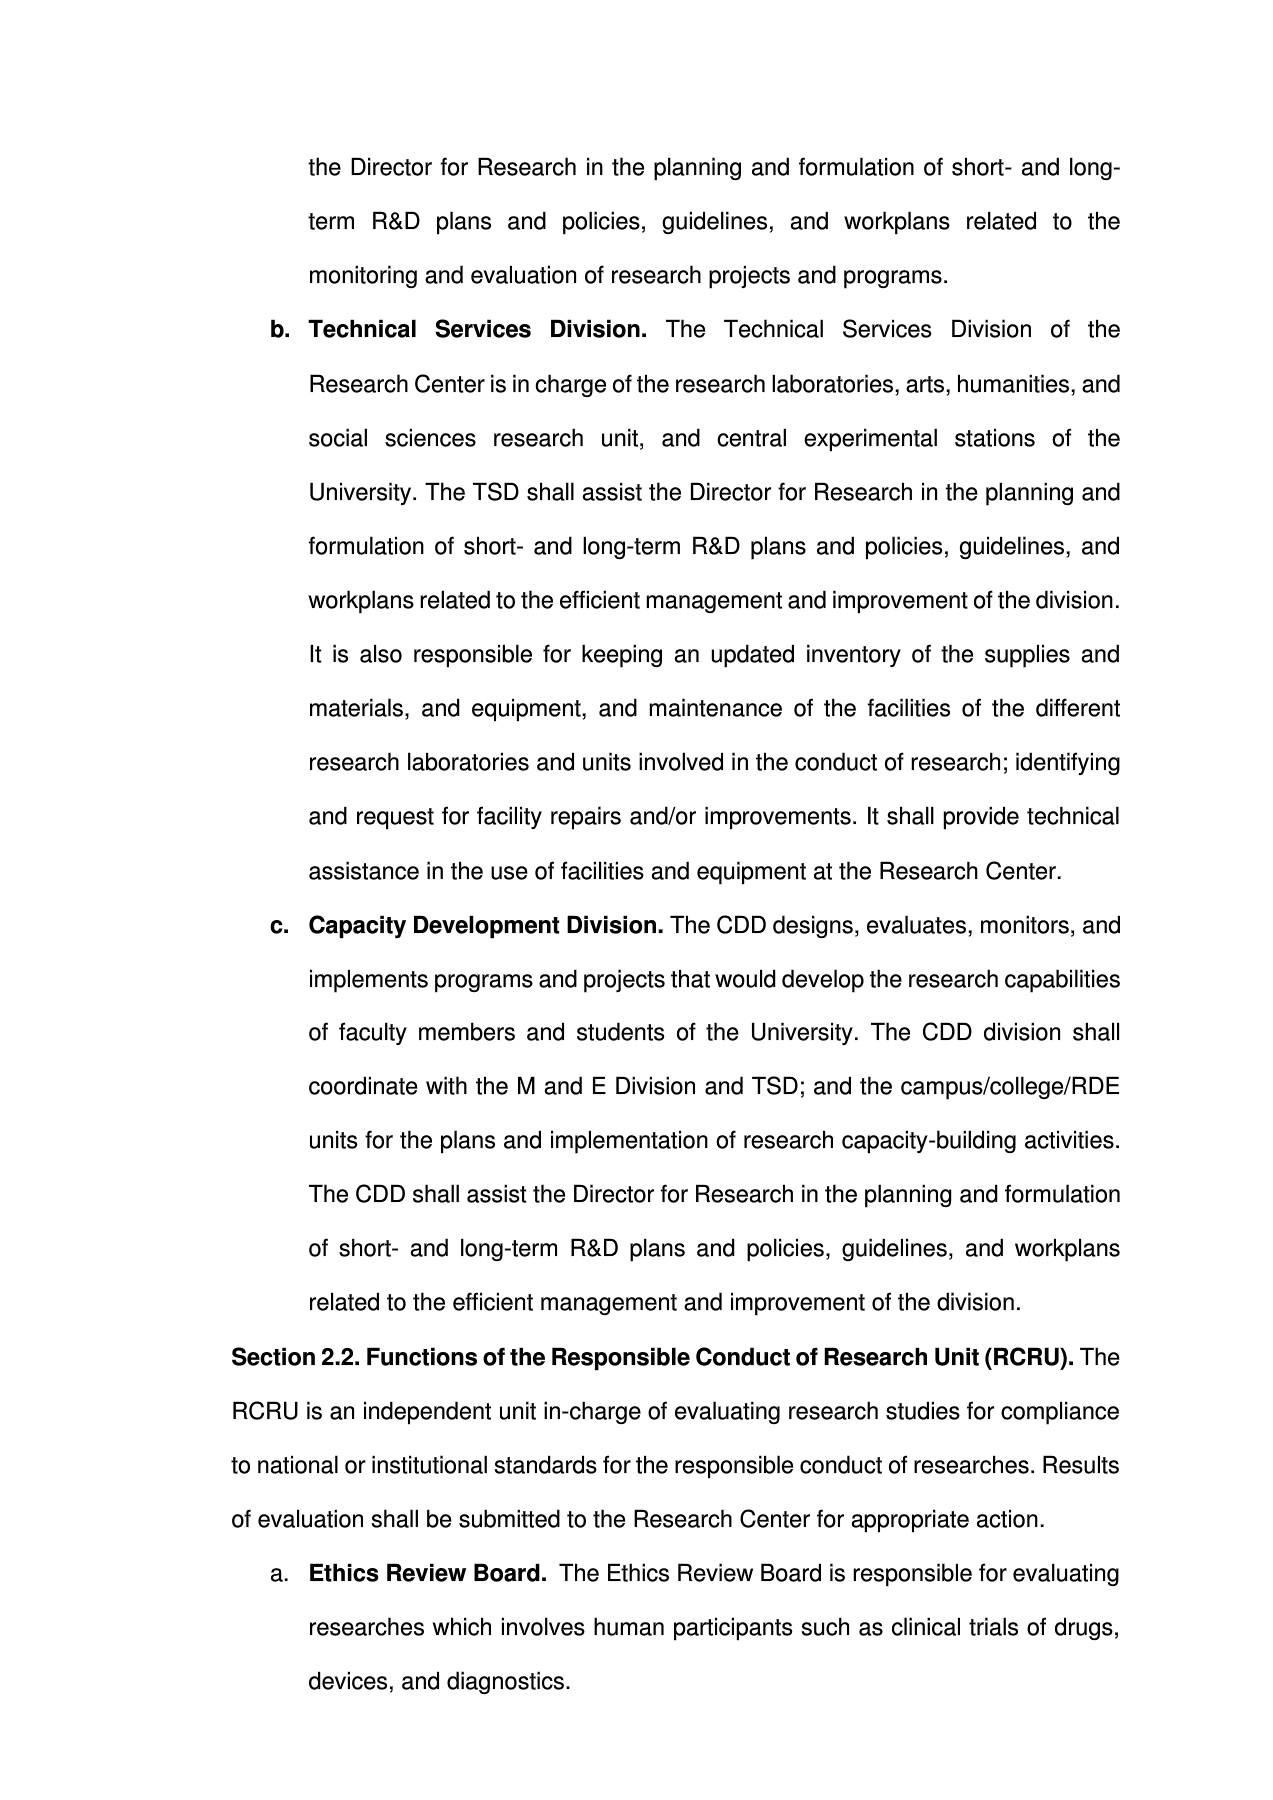 the Director for Research in the planning and formulation of short- and long-
term R&D plans and policies, guidelines, and workplans related to the
monitoring and evaluation of research projects and programs.
b. Technical Services Division. The Technical Services Division of the
Research Center is in charge of the research laboratories, arts, humanities, and
social sciences research unit, and central experimental stations of the
University. The TSD shall assist the Director for Research in the planning and
formulation of short- and long-term R&D plans and policies, guidelines, and
workplans related to the efficient management and improvement of the division.
It is also responsible for keeping an updated inventory of the supplies and
materials, and equipment, and maintenance of the facilities of the different
research laboratories and units involved in the conduct of research; identifying
and request for facility repairs and/or improvements. It shall provide technical
assistance in the use of facilities and equipment at the Research Center.
c. Capacity Development Division. The CDD designs, evaluates, monitors, and
implements programs and projects that would develop the research capabilities
of faculty members and students of the University. The CDD division shall
coordinate with the M and E Division and TSD; and the campus/college/RDE
units for the plans and implementation of research capacity-building activities.
The CDD shall assist the Director for Research in the planning and formulation
of short- and long-term R&D plans and policies, guidelines, and workplans
related to the efficient management and improvement of the division.
Section 2.2. Functions of the Responsible Conduct of Research Unit (RCRU). The
RCRU is an independent unit in-charge of evaluating research studies for compliance
to national or institutional standards for the responsible conduct of researches. Results
of evaluation shall be submitted to the Research Center for appropriate action.
a. Ethics Review Board. The Ethics Review Board is responsible for evaluating
researches which involves human participants such as clinical trials of drugs,
devices, and diagnostics.